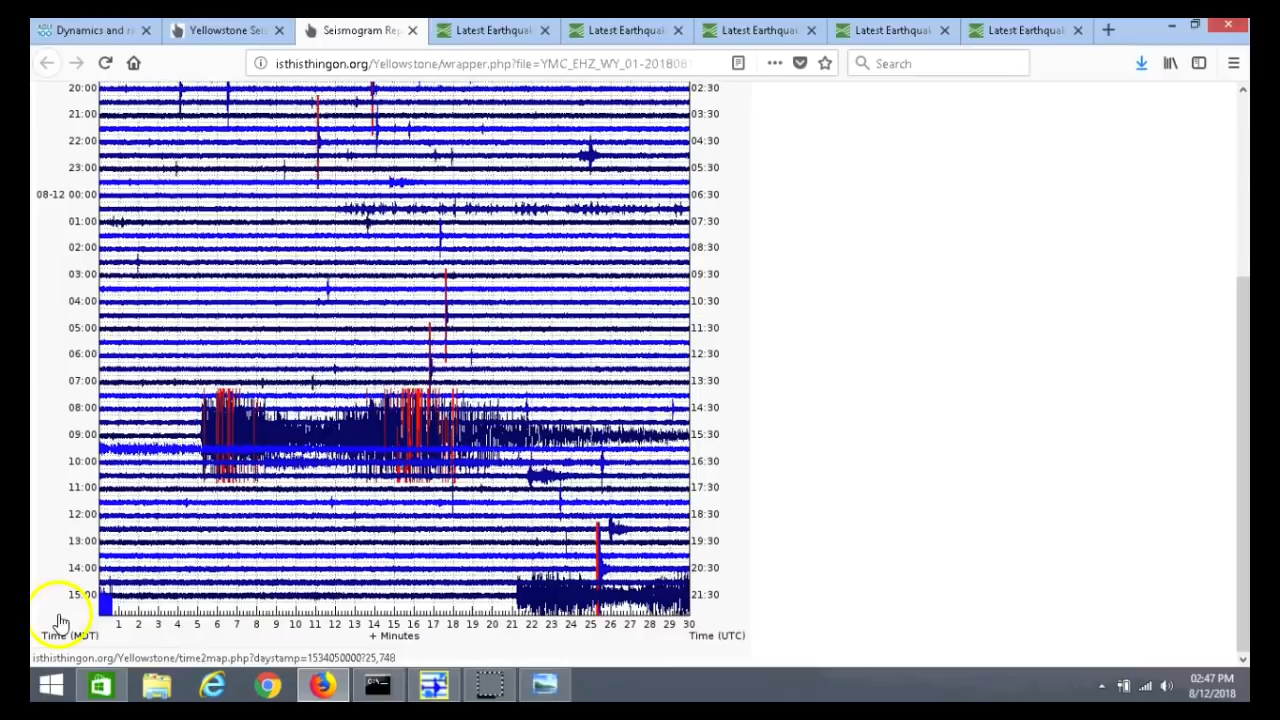 Dynamics and ra
Yellowstone Sei
Seismogram Rep
Latest Earthqua
Latest Earthqua
Latest Earthqua
Latest Earthqua
Latest Earthqua
isthisthingon.org/Yellowstone/wrapper.php?file=YMC_EHZ_WY_01-2018081
Search
20:00 02:30
21:00 03:30
22:00 04:30
23:00 05:30
08-12 00:00 06:30
01:00 07:30
02:00 08:30
03:00 09:30
04:00 10:30
05:00 11:30
06:00 12:30
07:00 13:30
08:00 14:30
09:00 15:30
10:00 16:30
11:00 17:30
12:00 18:30
13:00 19:30
14:00 20:30
15:00 21:30
1 2 3 4 5 6 7 8 9 10 11 12 13 14 15 16 17 18 19 20 21 22 23 24 25 26 27 28 29 30
Time (MDT) + Minutes Time (UTC)
isthisthingon.org/Yellowstone/time2map.php?daystamp=1534050000?25,748
02:47 PM
8/12/2018